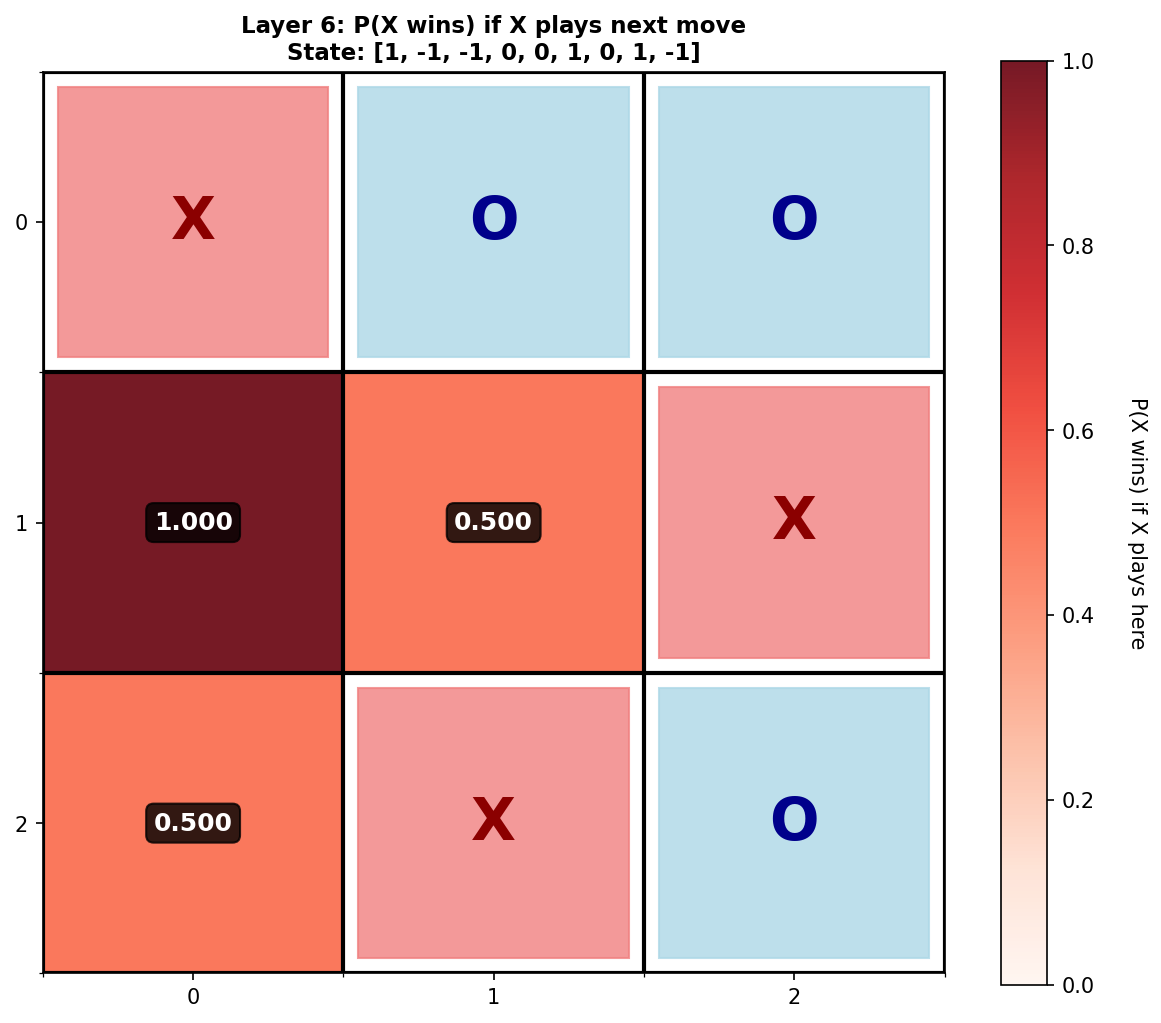 Layer 6: P(X wins) if X plays next move
State: [1, -1, -1, 0, 0, 1, 0, 1, -1]
0
X
O
O
1
1.000
0.500
X
2
0.500
X
O
0
1
2
1.0
0.8
0.6
0.4
0.2
0.0
P(X wins) if X plays here